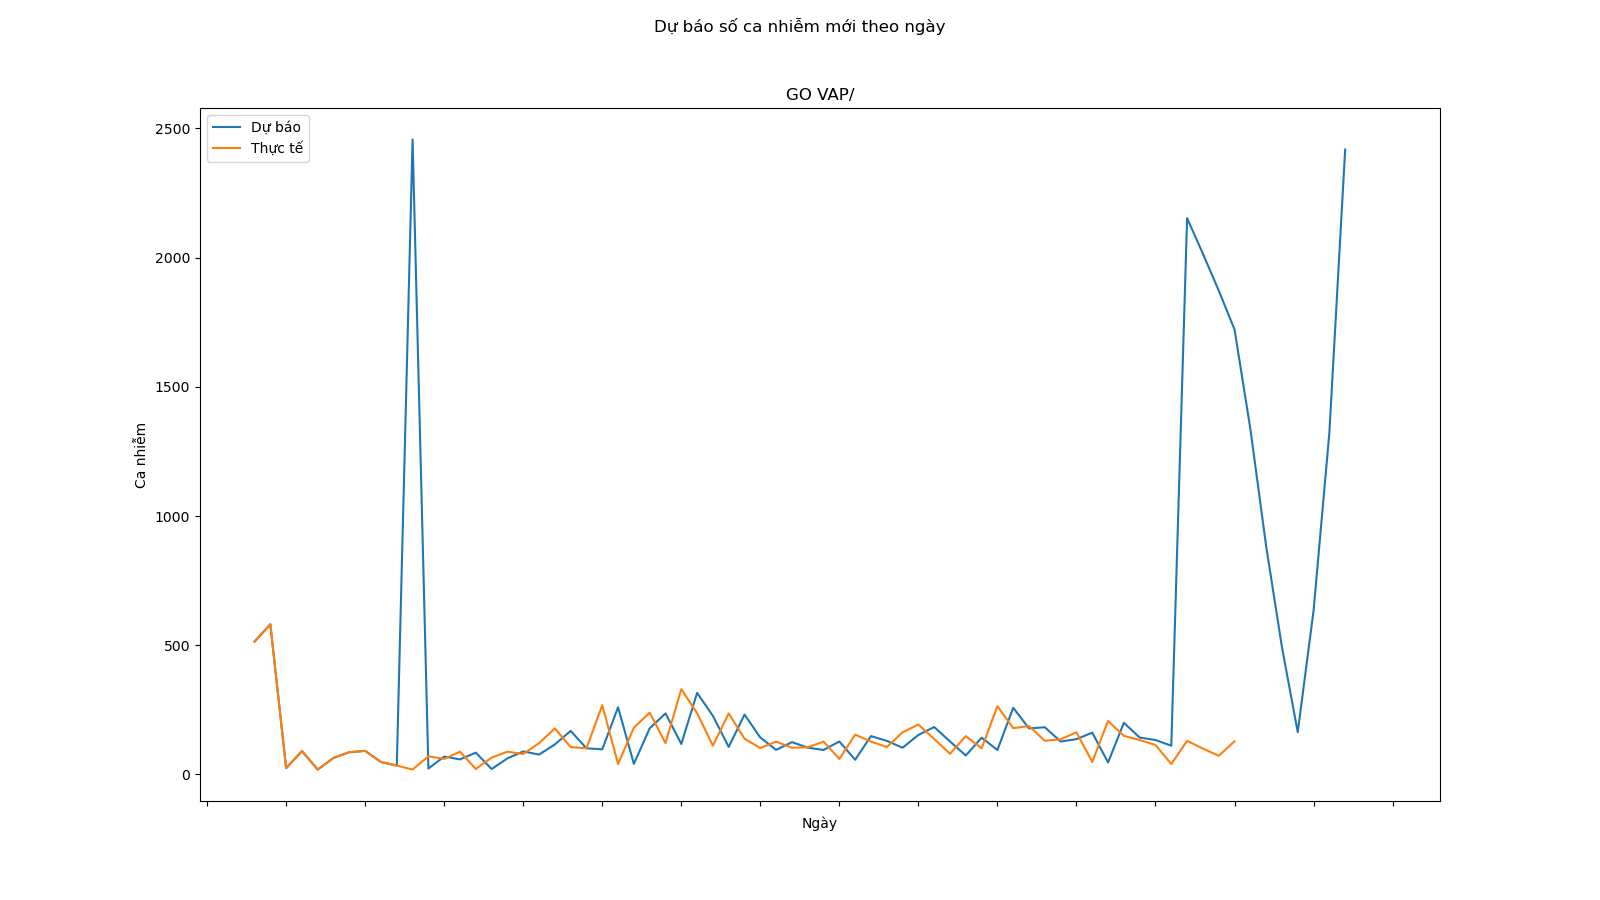 Dự báo số ca nhiễm mới theo ngày
GO VAP/
Dự báo
Thực tế
2500
2000
1500
1000
500
0
Ca nhiễm
Ngày